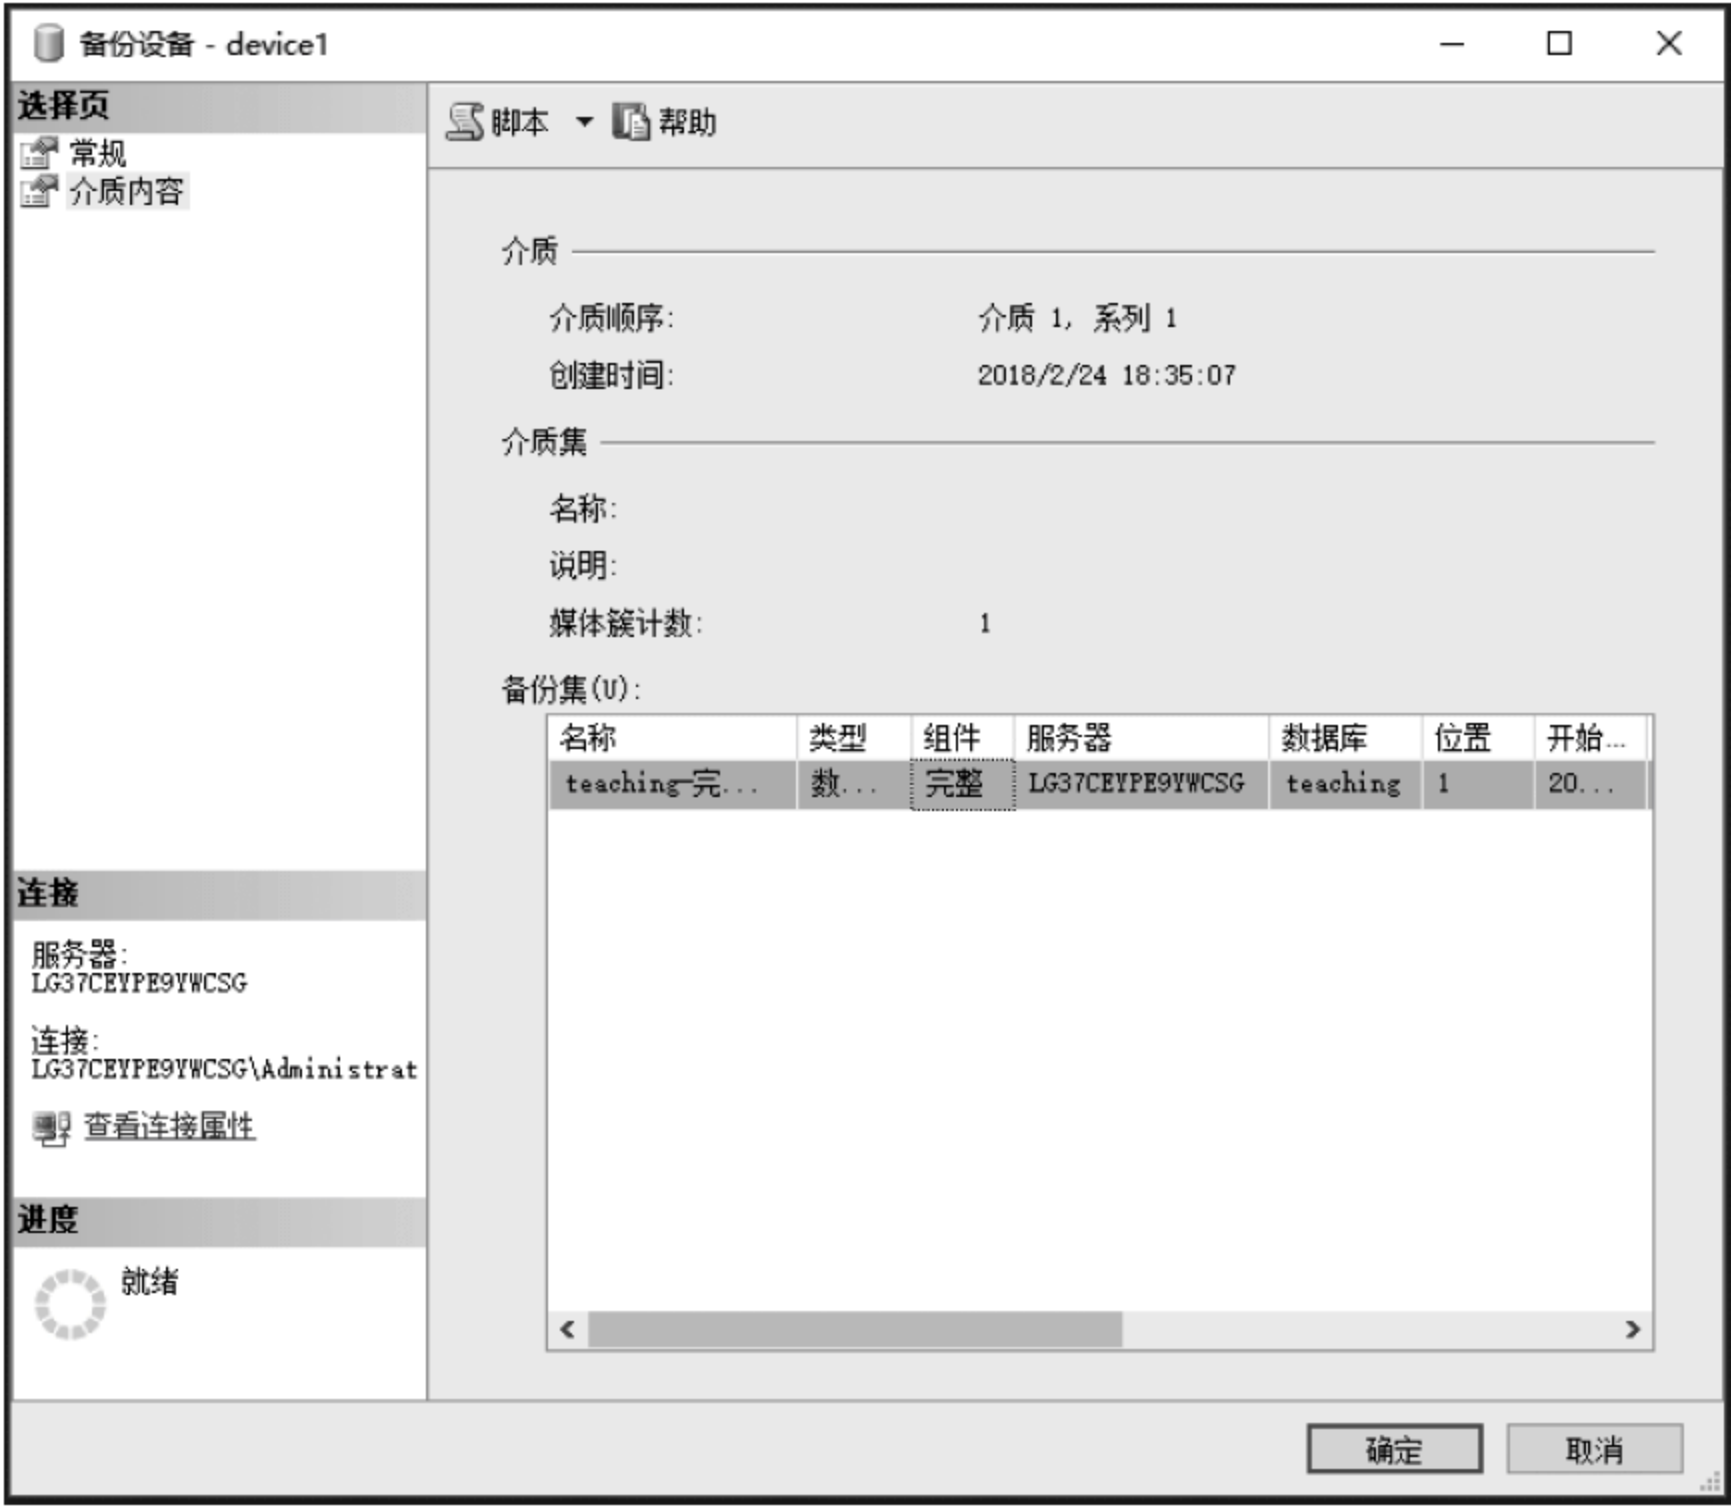 备份设备 - device1
选择页
常规
介质内容
脚本 帮助
介质
介质顺序: 介质 1, 系列 1
创建时间: 2018/2/24 18:35:07
介质集
名称:
说明:
媒体簇计数: 1
备份集(U):
名称 类型 组件 服务器 数据库 位置 开始...
teaching-完... 数... 完整 LG37CEYPE9YWCSG teaching 1 20...
连接
服务器:
LG37CEYPE9YWCSG
连接:
LG37CEYPE9YWCSG\Administrat
查看连接属性
进度
就绪
确定 取消